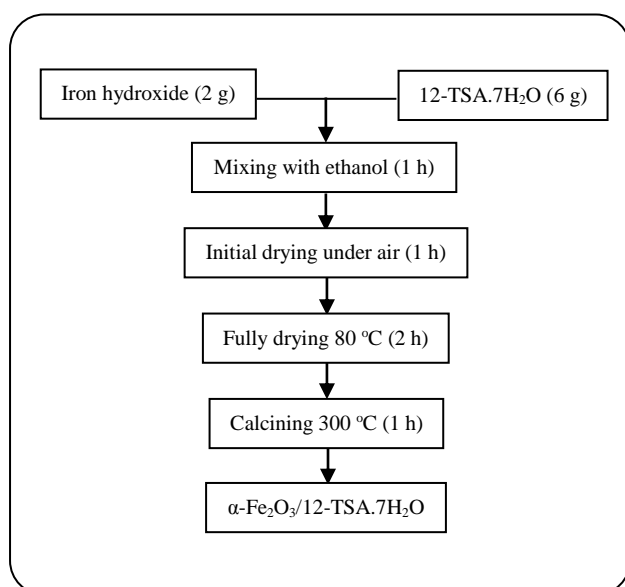 Iron hydroxide (2 g)
12-TSA.7H₂O (6 g)
Mixing with ethanol (1 h)
Initial drying under air (1 h)
Fully drying 80 ºC (2 h)
Calcining 300 ºC (1 h)
α-Fe₂O₃/12-TSA.7H₂O